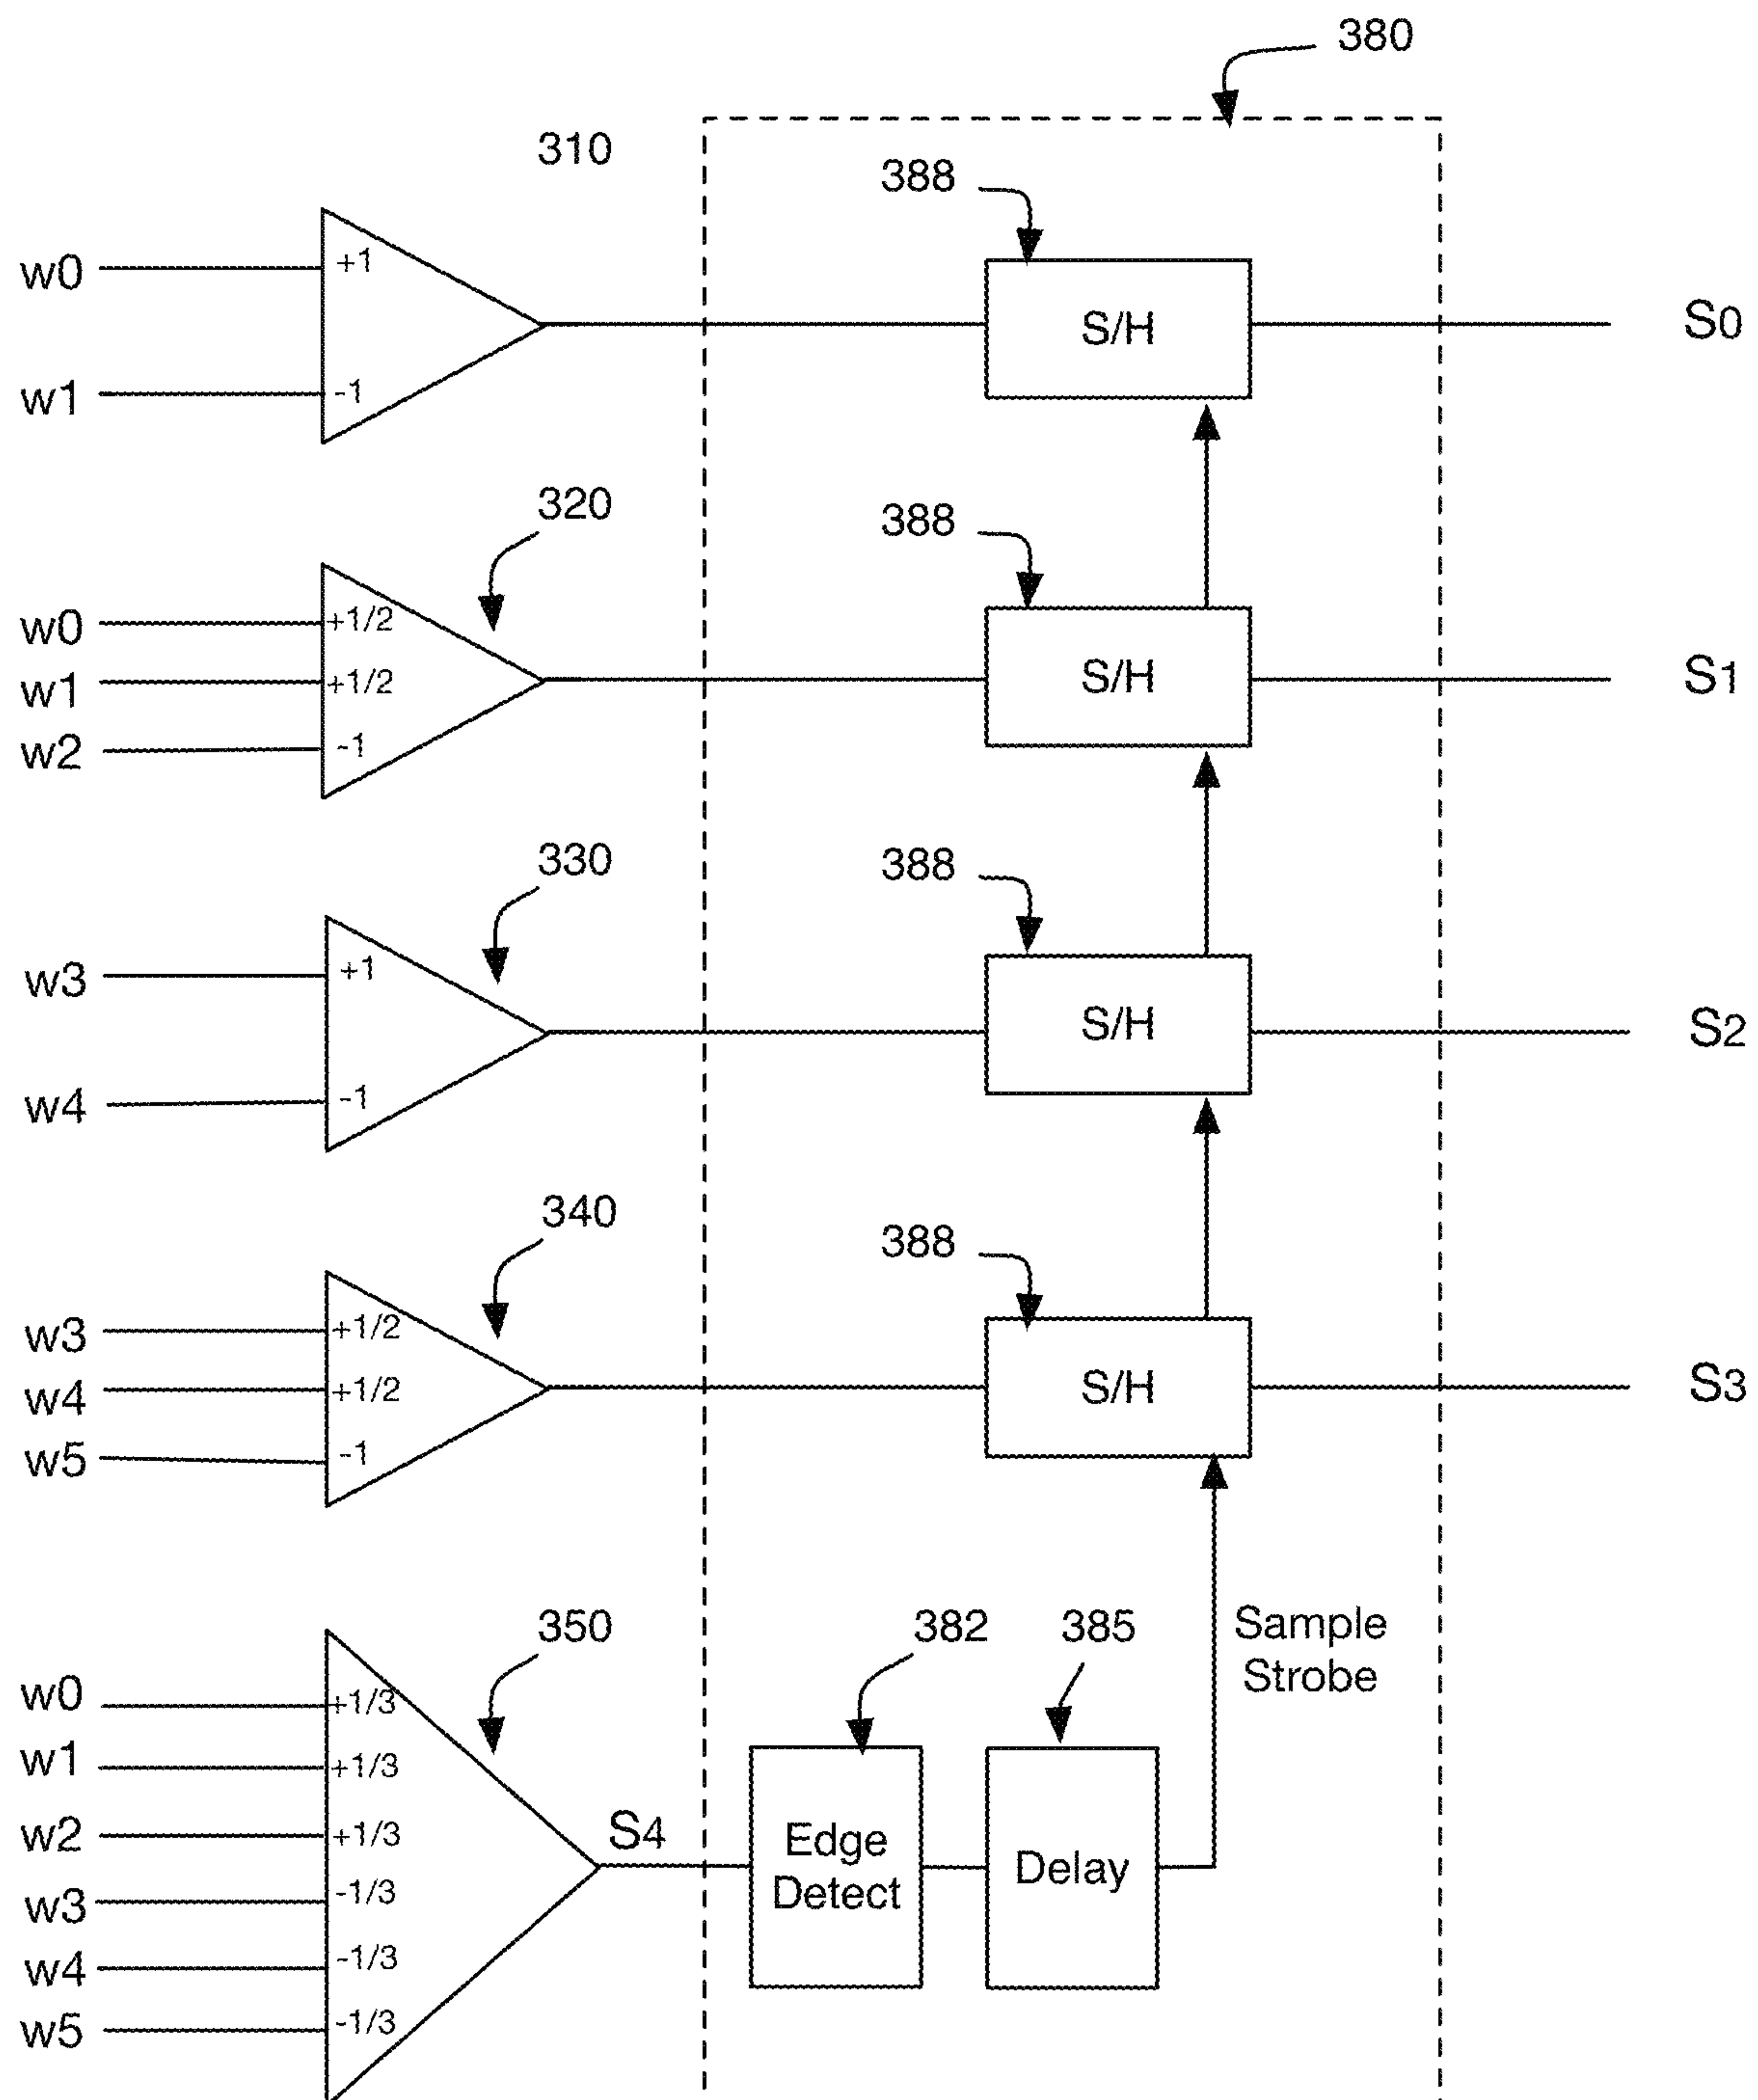 380
310
388
w0
+1
S/H
S0
w1
-1
320
388
w0
+1/2
w1
+1/2
S/H
S1
w2
-1
330
388
w3
+1
S/H
S2
w4
-1
340
388
w3
+1/2
w4
+1/2
S/H
S3
w5
-1
350
382
385
Sample
Strobe
w0
+1/3
w1
+1/3
w2
+1/3
S4
Edge
Detect
Delay
w3
-1/3
w4
-1/3
w5
-1/3